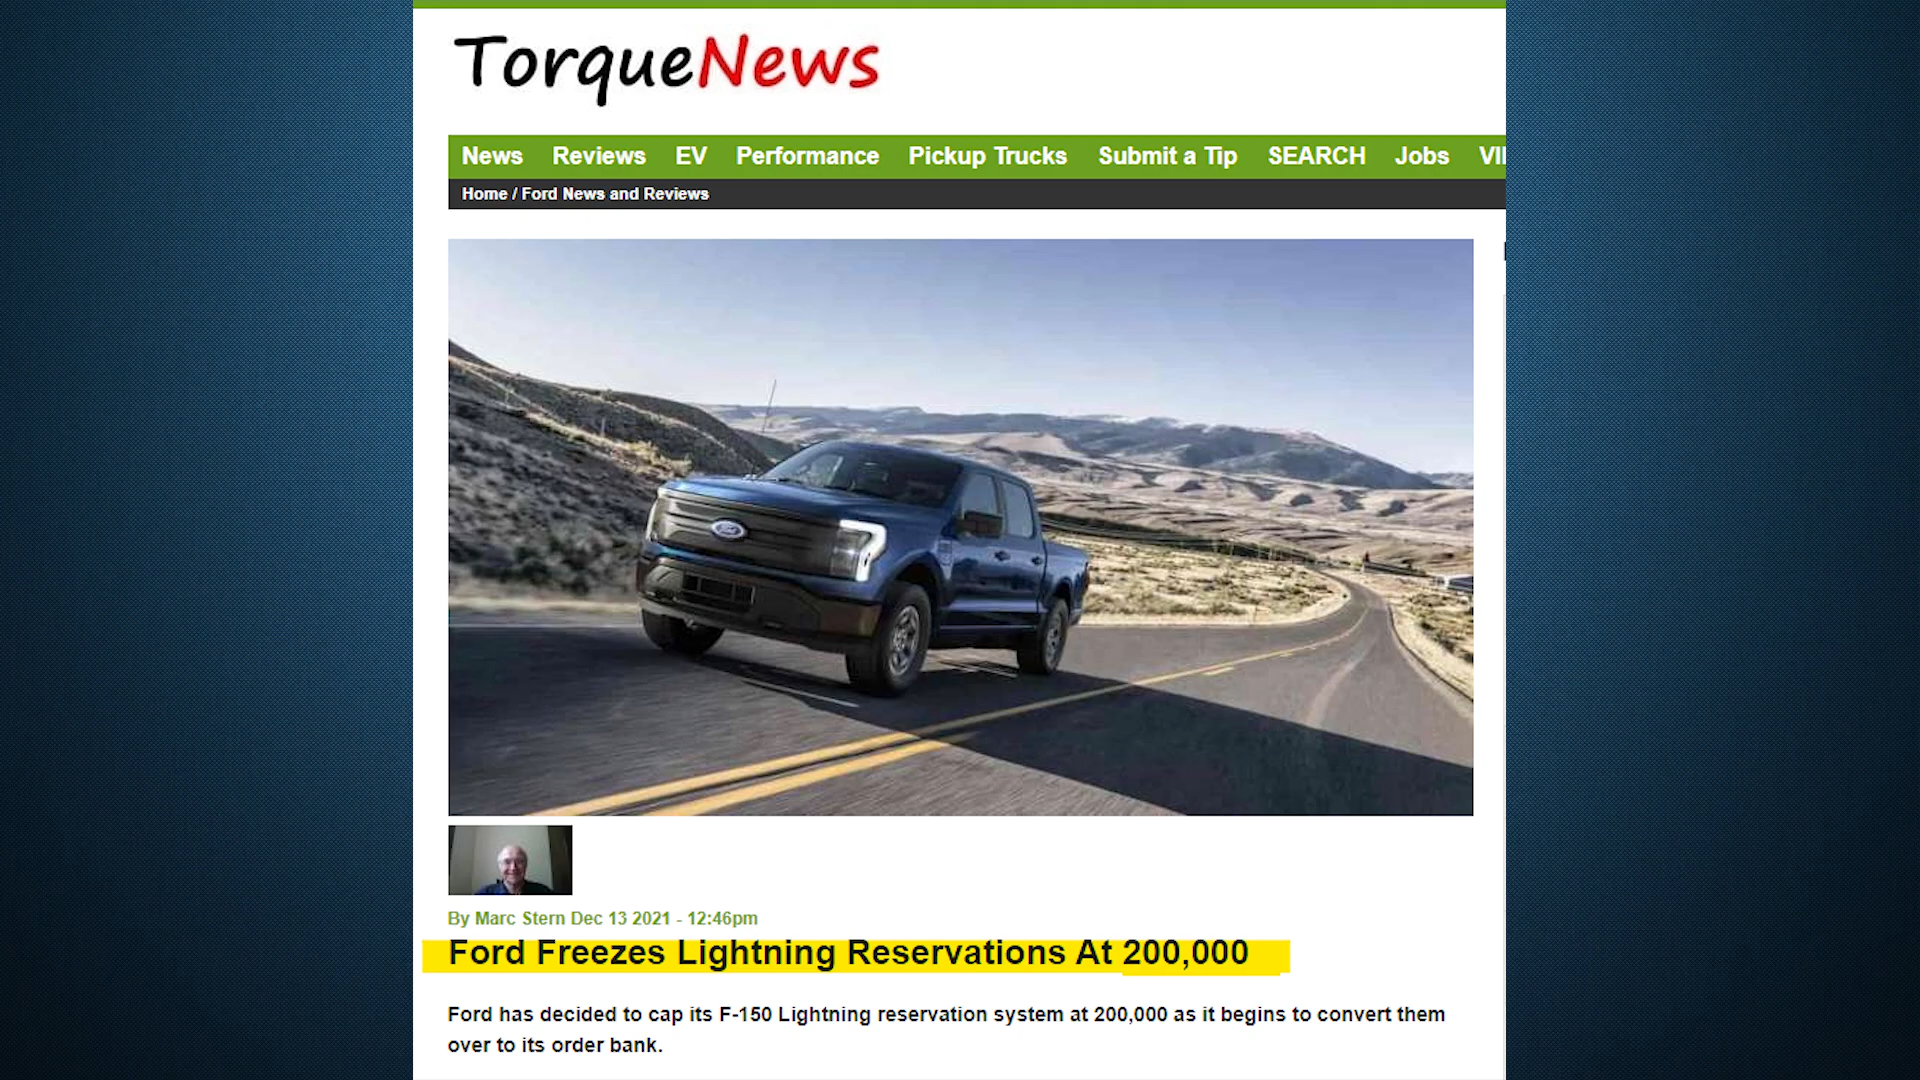 TorqueNews
News Reviews EV Performance Pickup Trucks Submit a Tip SEARCH Jobs
Home / Ford News and Reviews
Ford
By Marc Stern Dec 13 2021 - 12:46pm
Ford Freezes Lightning Reservations At 200,000
Ford has decided to cap its F-150 Lightning reservation system at 200,000 as it begins to convert them
over to its order bank.